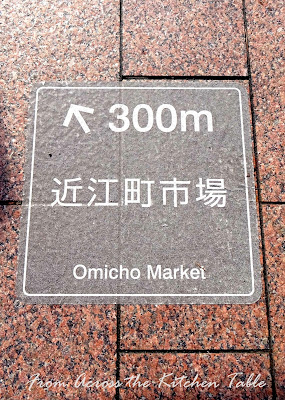 ↖ 300m
近江町市場
Omicho Market
from Across the Kitchen Table